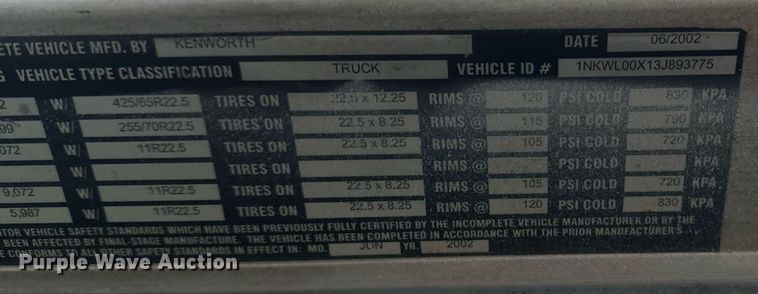 ETE VEHICLE MFD. BY KENWORTH DATE 06/2002
G VEHICLE TYPE CLASSIFICATION TRUCK VEHICLE ID # 1NKWL00X13J893775
2 W/ 425/65R22.5 TIRES ON 22.5 x 12.25 RIMS @ 120 PSI COLD 830 KPA
99 W/ 255/70R22.5 TIRES ON 22.5 x 8.25 RIMS @ 115 PSI COLD 790 KPA
072 W/ 11R22.5 TIRES ON 22.5 x 8.25 RIMS @ 105 PSI COLD 720 KPA
W/ TIRES ON RIMS @ PSI COLD KPA
9,072 W/ 11R22.5 TIRES ON 22.5 x 8.25 RIMS @ 105 PSI COLD 720 KPA
5,987 W/ 11R22.5 TIRES ON 22.5 x 8.25 RIMS @ 120 PSI COLD 830 KPA
TOR VEHICLE SAFETY STANDARDS WHICH HAVE BEEN PREVIOUSLY FULLY CERTIFIED BY THE INCOMPLETE VEHICLE MANUFACTURER OR BY THE
BEEN AFFECTED BY FINAL-STAGE MANUFACTURE. THE VEHICLE HAS BEEN COMPLETED IN ACCORDANCE WITH THE PRIOR MANUFACTURER'S
E CONFORMS TO ALL OTHER SAFETY STANDARDS IN EFFECT IN: MO. JUN YR. 2002
Purple Wave Auction